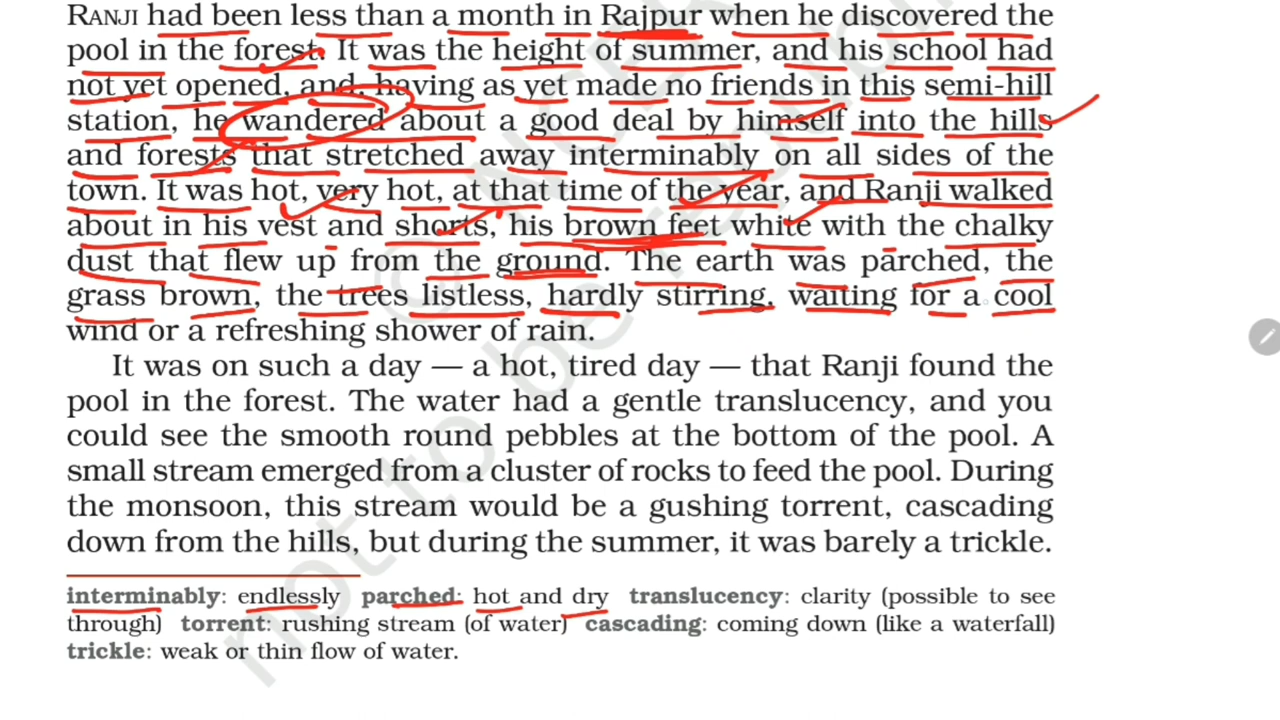 RANJI had been less than a month in Rajpur when he discovered the
pool in the forest. It was the height of summer, and his school had
not yet opened, and, having as yet made no friends in this semi-hill
station, he wandered about a good deal by himself into the hills
and forests that stretched away interminably on all sides of the
town. It was hot, very hot, at that time of the year, and Ranji walked
about in his vest and shorts, his brown feet white with the chalky
dust that flew up from the ground. The earth was parched, the
grass brown, the trees listless, hardly stirring, waiting for a cool
wind or a refreshing shower of rain.
It was on such a day — a hot, tired day — that Ranji found the
pool in the forest. The water had a gentle translucency, and you
could see the smooth round pebbles at the bottom of the pool. A
small stream emerged from a cluster of rocks to feed the pool. During
the monsoon, this stream would be a gushing torrent, cascading
down from the hills, but during the summer, it was barely a trickle.
interminably: endlessly parched: hot and dry translucency: clarity (possible to see
through) torrent: rushing stream (of water) cascading: coming down (like a waterfall)
trickle: weak or thin flow of water.
not to be